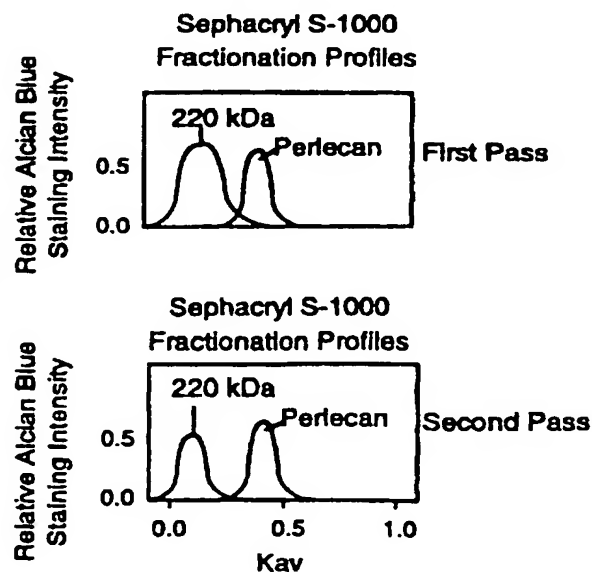 Sephacryl S-1000
Fractionation Profiles
Relative Alcian Blue
Staining Intensity
220 kDa
Perlecan
First Pass
0.5
0.0
Sephacryl S-1000
Fractionation Profiles
Relative Alcian Blue
Staining Intensity
220 kDa
Perlecan
Second Pass
0.5
0.0
0.0 0.5 1.0
Kav